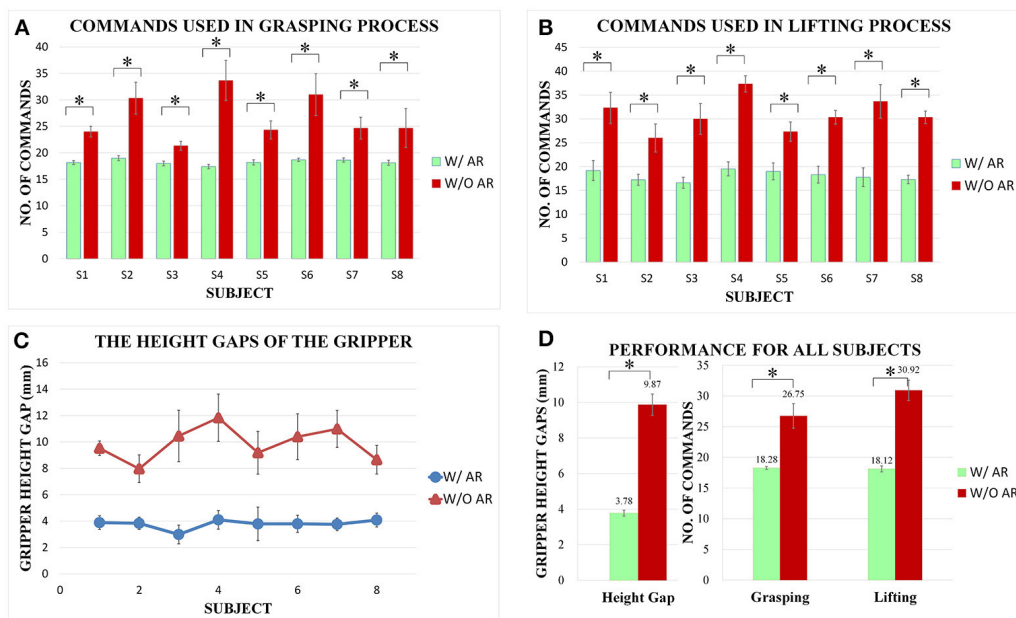 A
COMMANDS USED IN GRASPING PROCESS
NO. OF COMMANDS
40
35
30
25
20
15
10
5
0
*
*
*
*
*
*
*
*
S1 S2 S3 S4 S5 S6 S7 S8
SUBJECT
W/ AR
W/O AR
B
COMMANDS USED IN LIFTING PROCESS
NO. OF COMMANDS
45
40
35
30
25
20
15
10
5
0
*
*
*
*
*
*
*
*
S1 S2 S3 S4 S5 S6 S7 S8
SUBJECT
W/ AR
W/O AR
C
THE HEIGHT GAPS OF THE GRIPPER
GRIPPER HEIGHT GAP (mm)
16
14
12
10
8
6
4
2
0
0 2 4 6 8
SUBJECT
W/ AR
W/O AR
D
PERFORMANCE FOR ALL SUBJECTS
GRIPPER HEIGHT GAPS (mm)
12
10
8
6
4
2
0
*
9.87
3.78
Height Gap
NO. OF COMMANDS
35
30
25
20
15
10
5
0
*
26.75
18.28
*
30.92
18.12
Grasping Lifting
W/ AR
W/O AR